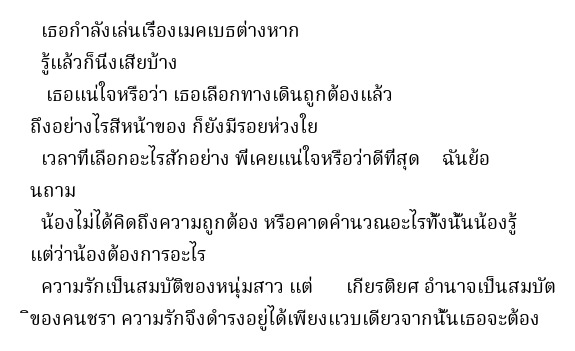 เธอกำลังเล่นเรื่องเมคเบธต่างหาก
รู้แล้วก็นึ่งเสียบ้าง
เธอแน่ใจหรือว่า เธอเลือกทางเดินถูกต้องแล้ว
ถึงอย่างไรสีหน้าของ ก็ยังมีรอยห่วงใย
เวลาที่เลือกอะไรสักอย่าง พี่เคยแน่ใจหรือว่าดีที่สุด ฉันย้อ
นถาม
น้องไม่ได้คิดถึงความถูกต้อง หรือคาดคำนวณอะไรทั้งนั้นน้องรู้
แต่ว่าน้องต้องการอะไร
ความรักเป็นสมบัติของหนุ่มสาว แต่ เกียรติยศ อำนาจเป็นสมบัต
ิของคนชรา ความรักจึงดำรงอยู่ได้เพียงแวบเดียวจากนั้นเธอจะต้อง